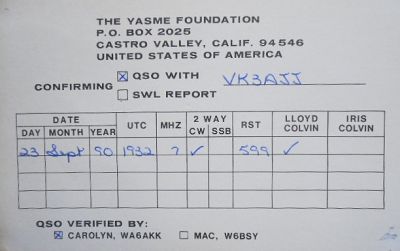 THE YASME FOUNDATION
P.O. BOX 2025
CASTRO VALLEY, CALIF. 94546
UNITED STATES OF AMERICA
CONFIRMING ☒ QSO WITH VK3AJJ
☐ SWL REPORT
DATE UTC MHZ 2 WAY RST LLOYD COLVIN IRIS COLVIN
DAY MONTH YEAR CW SSB
23 Sept 90 1932 7 ✓ 599 ✓
QSO VERIFIED BY:
☒ CAROLYN, WA6AKK ☐ MAC, W6BSY